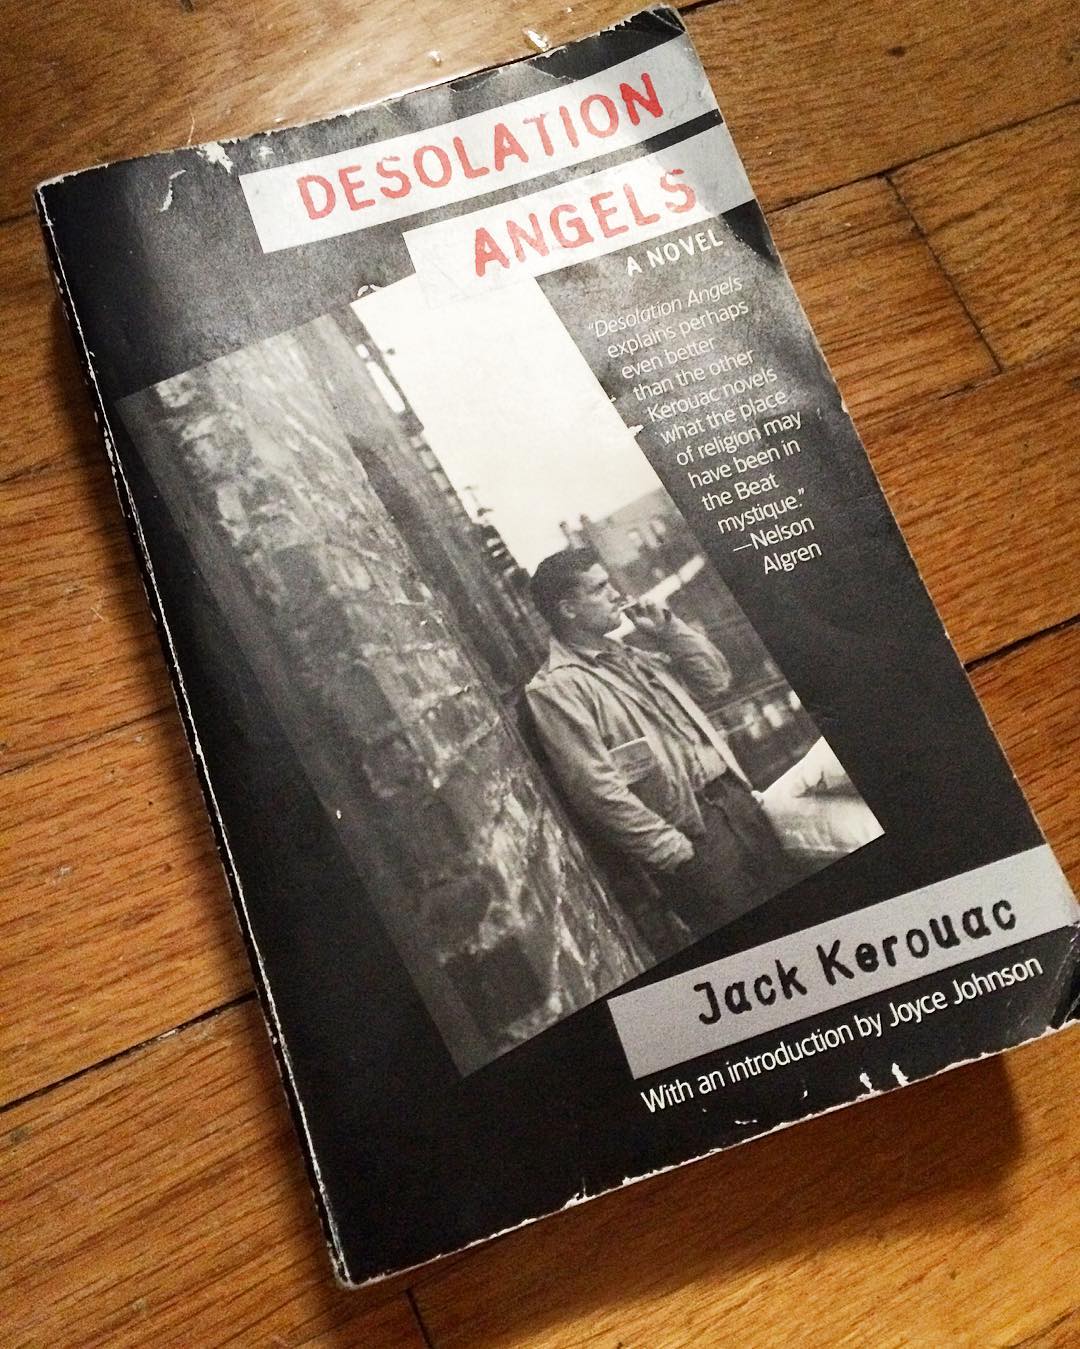 DESOLATION
ANGELS
A NOVEL
"Desolation Angels
explains perhaps
even better
than the other
Kerouac novels
what the place
of religion may
have been in
the Beat
mystique."
—Nelson
Algren
Jack Kerouac
With an introduction by Joyce Johnson